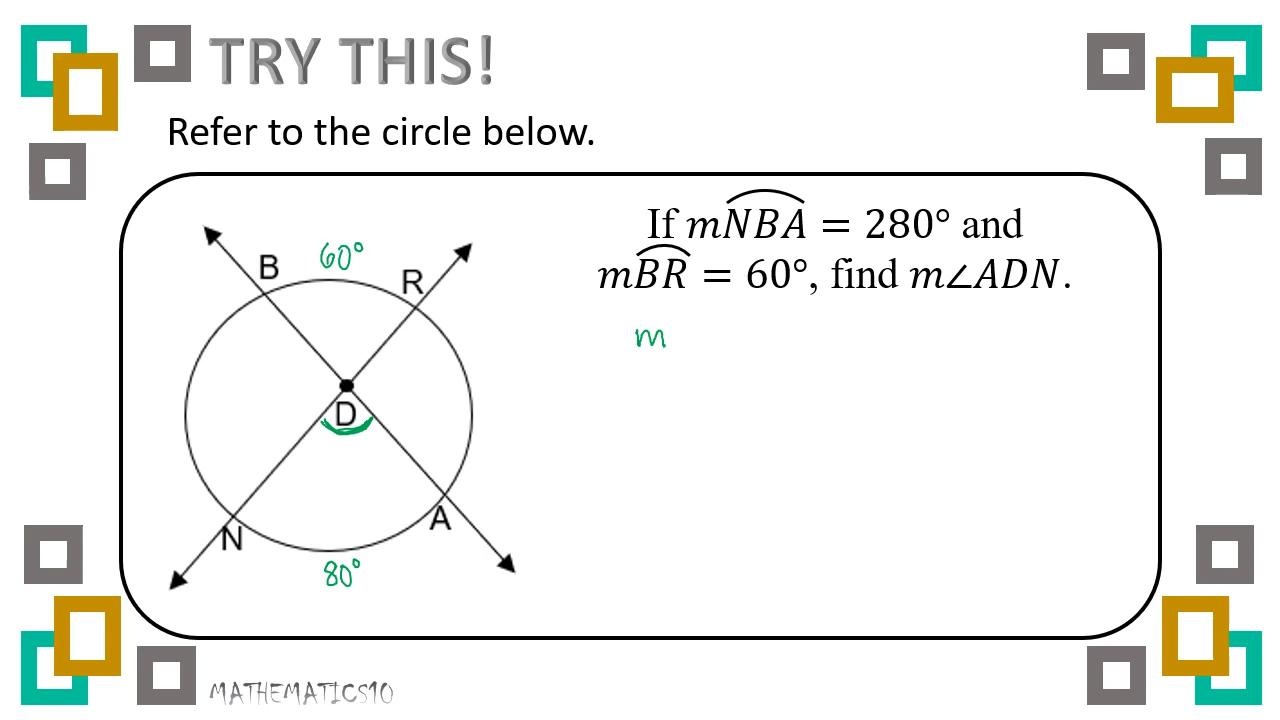 TRY THIS!
Refer to the circle below.
If m𝑁𝐵𝐴 = 280° and
m𝐵𝑅 = 60°, find m∠ADN.
m
B
60°
R
D
N
A
80°
MATHEMATICS10